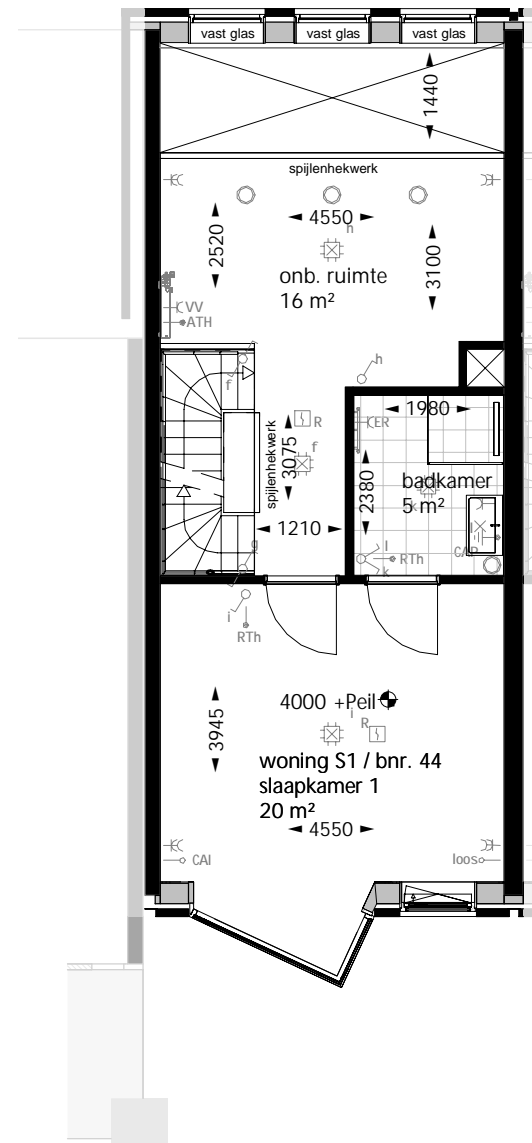 vast glas vast glas vast glas
1440
spijlenhekwerk
4550
h
2520
3100
onb. ruimte
16 m²
VV
ATH
f
h
1980
R
ER
f
spijlenhekwerk
3075
2380
badkamer
5 m²
k
1210
g
l
RTh
k
CAP
i
RTh
4000 +Peil
i
R
3945
woning S1 / bnr. 44
slaapkamer 1
20 m²
4550
CAI
loos